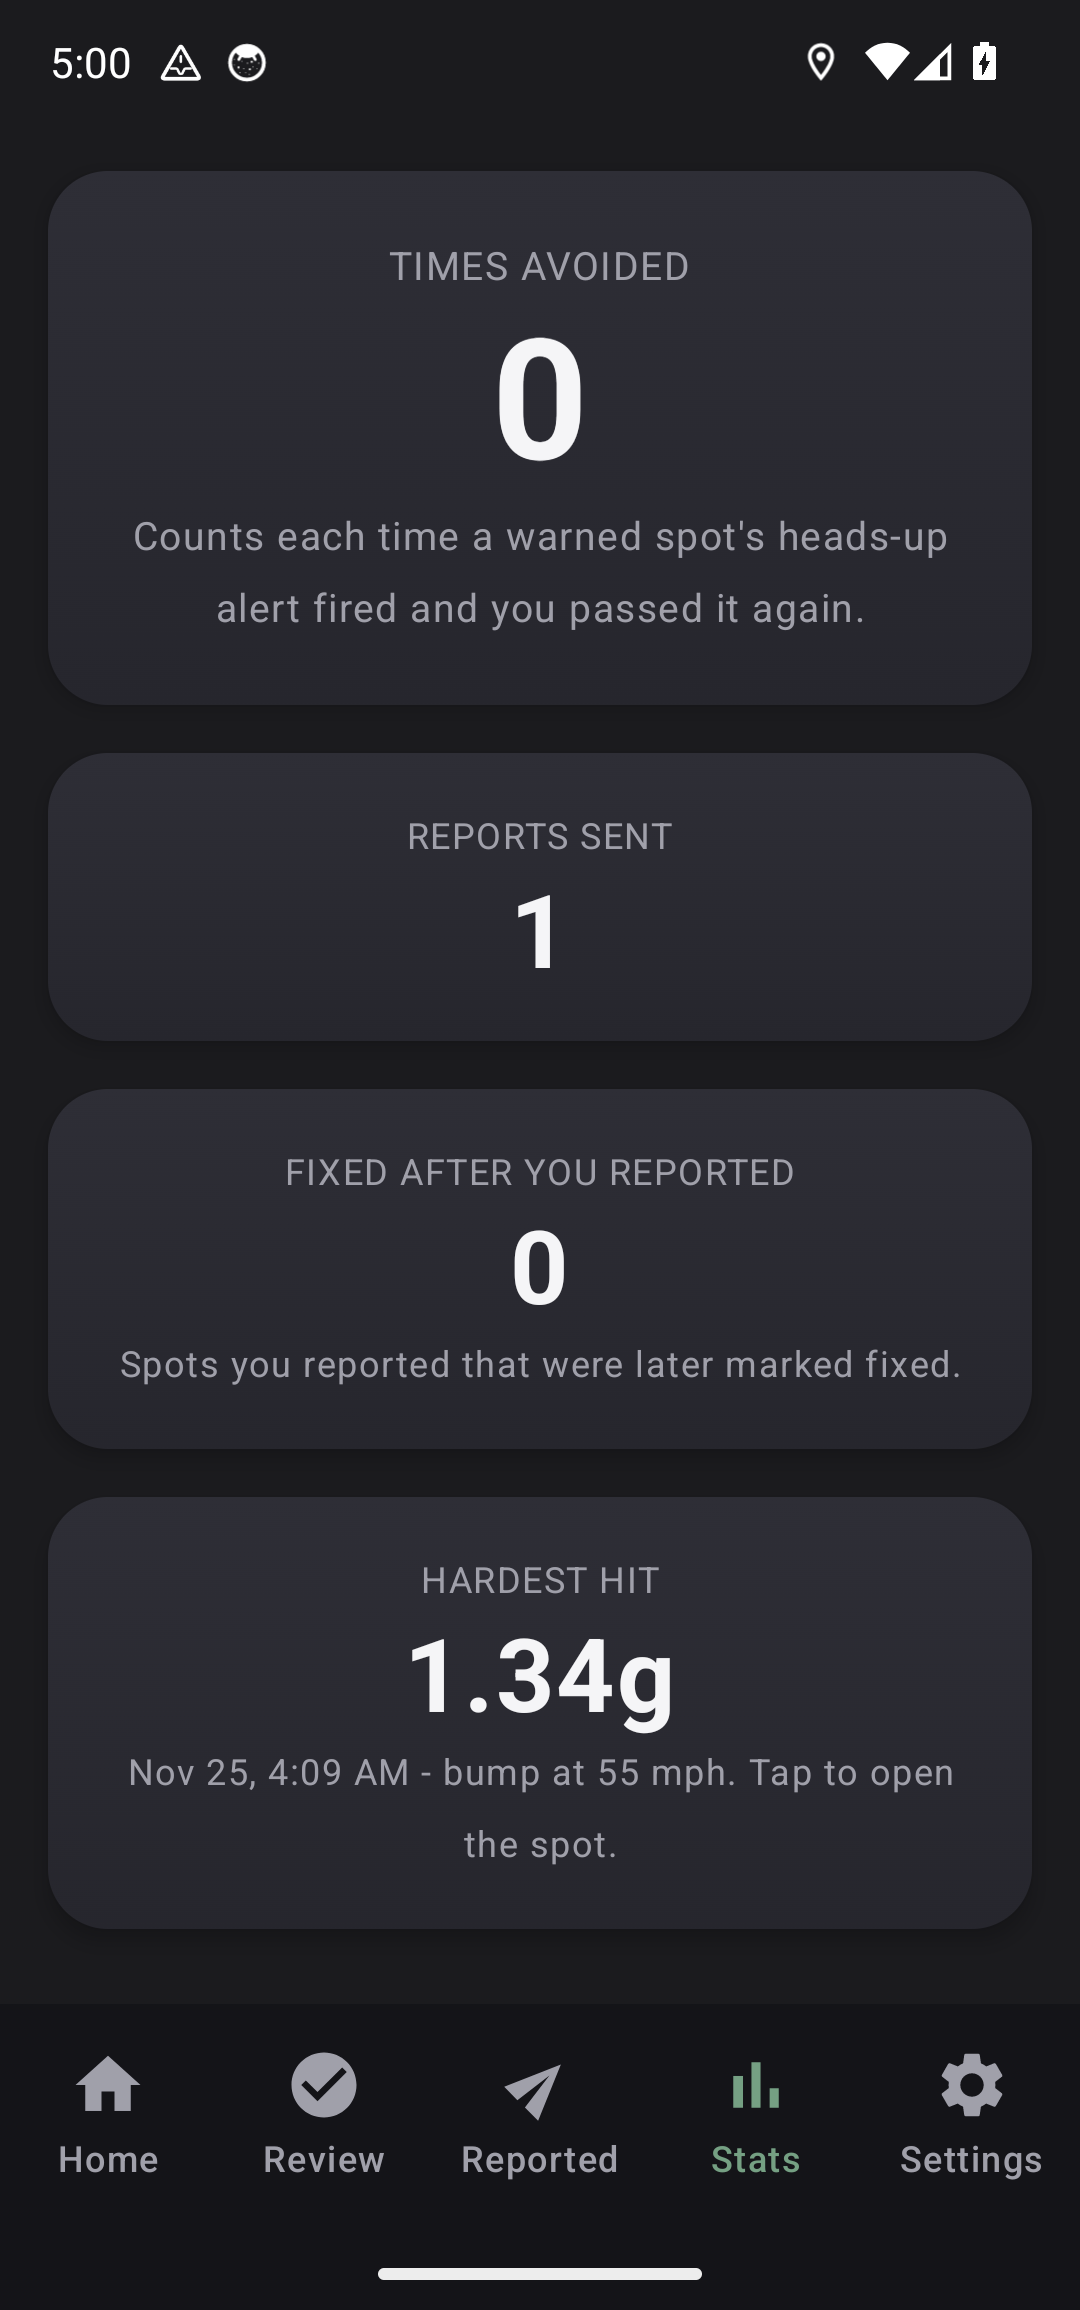 5:00
TIMES AVOIDED
0
Counts each time a warned spot's heads-up
alert fired and you passed it again.
REPORTS SENT
1
FIXED AFTER YOU REPORTED
0
Spots you reported that were later marked fixed.
HARDEST HIT
1.34g
Nov 25, 4:09 AM - bump at 55 mph. Tap to open
the spot.
Home
Review
Reported
Stats
Settings